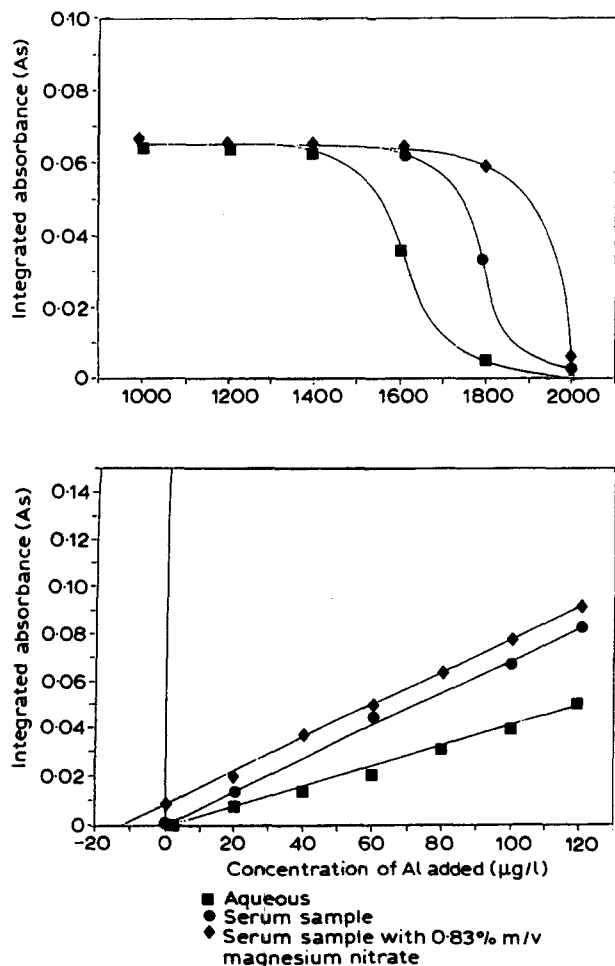 Integrated absorbance (As)
0·10
0·08
0·06
0·04
0·02
0
1000 1200 1400 1600 1800 2000
Integrated absorbance (As)
0·14
0·12
0·10
0·08
0·06
0·04
0·02
0
-20 0 20 40 60 80 100 120
Concentration of Al added (µg/l)
■ Aqueous
● Serum sample
◆ Serum sample with 0·83% m/v
magnesium nitrate